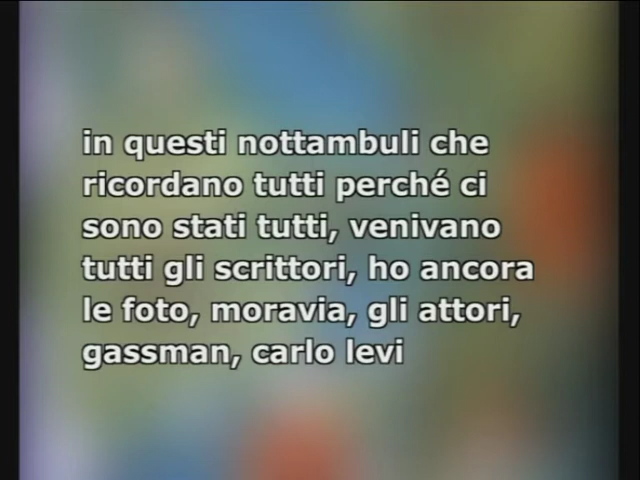 in questi nottambuli che
ricordano tutti perché ci
sono stati tutti, venivano
tutti gli scrittori, ho ancora
le foto, moravia, gli attori,
gassman, carlo levi